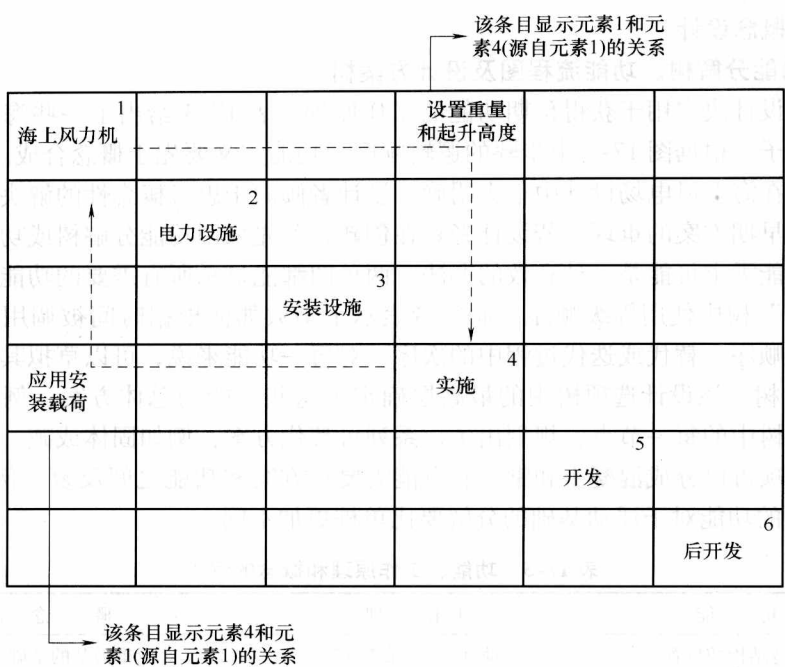 该条目显示元素1和元
素4(源自元素1)的关系
1
海上风力机
设置重量
和起升高度
2
电力设施
3
安装设施
应用安
装载荷
4
实施
5
开发
6
后开发
该条目显示元素4和元
素1(源自元素1)的关系